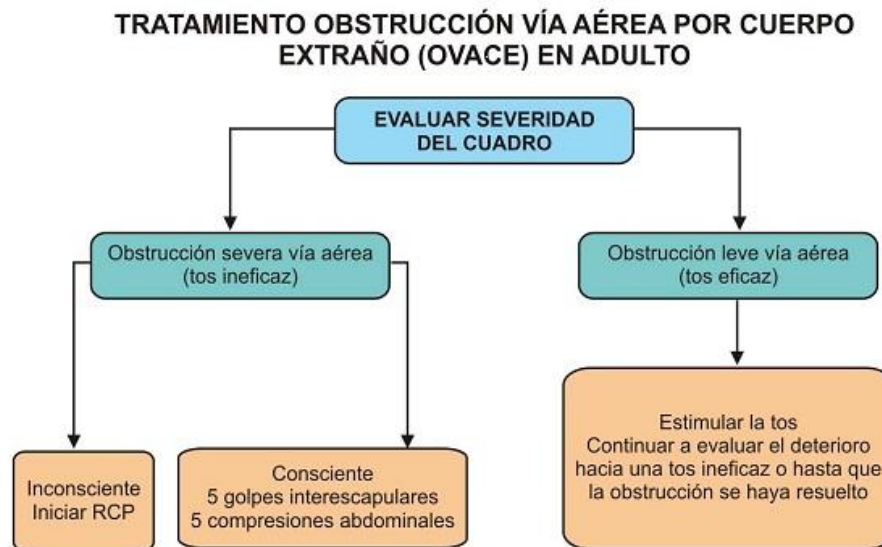 TRATAMIENTO OBSTRUCCIÓN VÍA AÉREA POR CUERPO
EXTRAÑO (OVACE) EN ADULTO
EVALUAR SEVERIDAD
DEL CUADRO
Obstrucción severa vía aérea
(tos ineficaz)
Obstrucción leve vía aérea
(tos eficaz)
Inconsciente
Iniciar RCP
Consciente
5 golpes interescapulares
5 compresiones abdominales
Estimular la tos
Continuar a evaluar el deterioro
hacia una tos ineficaz o hasta que
la obstrucción se haya resuelto